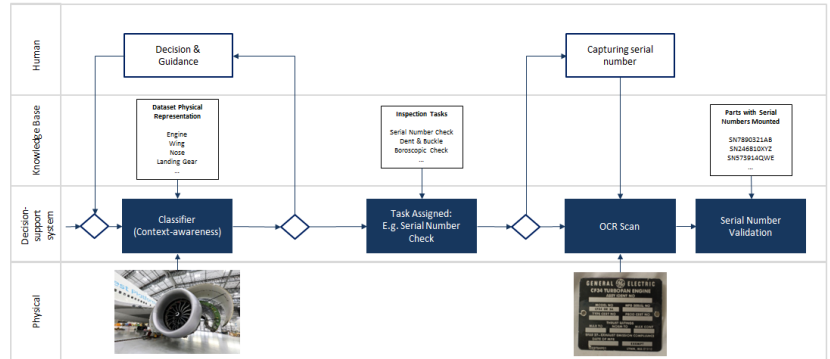 Human
Decision &
Guidance
Capturing serial
number
Knowledge Base
Dataset Physical
Representation
Engine
Wing
Nose
Landing Gear
...
Inspection Tasks
Serial Number Check
Dent & Buckle
Boroscopic Check
...
Parts with Serial
Numbers Mounted
SN7890321AB
SN246810XYZ
SN573914QWE
...
Decision-
support
system
Classifier
(Context-awareness)
Task Assigned:
E.g. Serial Number
Check
OCR Scan
Serial Number
Validation
Physical
GENERAL ELECTRIC
CF34 TURBOFAN ENGINE